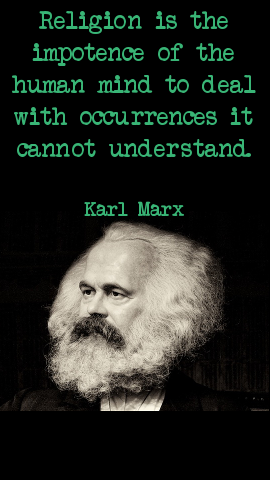 Religion is the
impotence of the
human mind to deal
with occurrences it
cannot understand.
Karl Marx